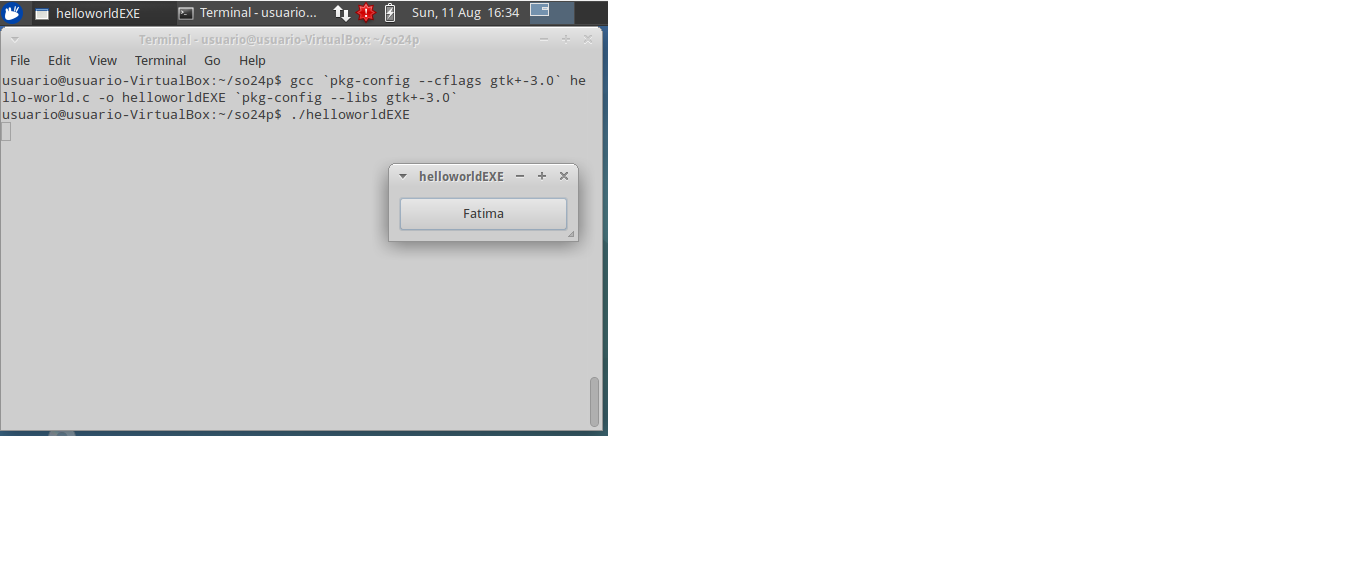 helloworldEXE Terminal - usuario... Sun, 11 Aug 16:34
Terminal - usuario@usuario-VirtualBox: ~/so24p
File Edit View Terminal Go Help
usuario@usuario-VirtualBox:~/so24p$ gcc `pkg-config --cflags gtk+-3.0` he
llo-world.c -o helloworldEXE `pkg-config --libs gtk+-3.0`
usuario@usuario-VirtualBox:~/so24p$ ./helloworldEXE
helloworldEXE
Fatima